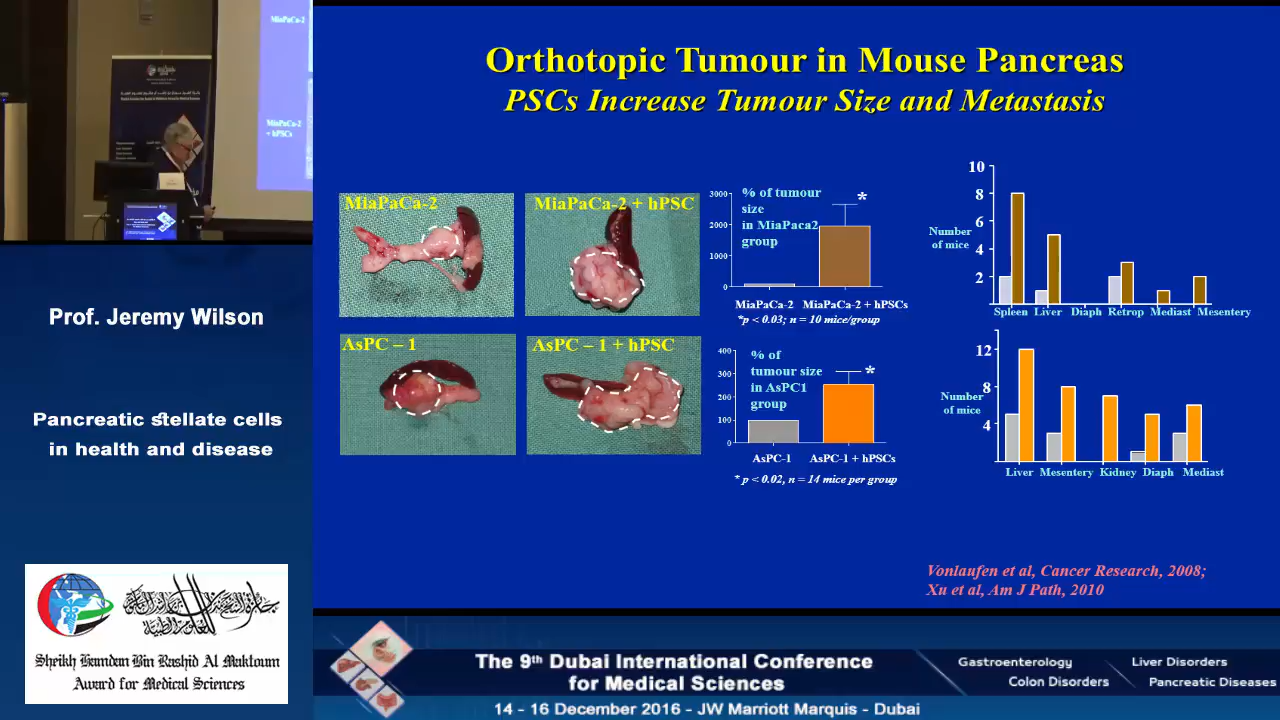 MiaPaCa-2
MiaPaCa-2
+ hPSCs
Prof. Jeremy Wilson
Pancreatic stellate cells
in health and disease
Sheikh Hamdan Bin Rashid Al Maktoum
Award for Medical Sciences
Orthotopic Tumour in Mouse Pancreas
PSCs Increase Tumour Size and Metastasis
MiaPaCa-2
MiaPaCa-2 + hPSC
AsPC – 1
AsPC – 1 + hPSC
3000
2000
1000
0
% of tumour
size
in MiaPaca2
group
*
MiaPaCa-2 MiaPaCa-2 + hPSCs
*p < 0.03; n = 10 mice/group
400
300
200
100
0
% of
tumour size
in AsPC1
group
*
AsPC-1 AsPC-1 + hPSCs
* p < 0.02, n = 14 mice per group
10
8
6
4
2
Number
of mice
Spleen Liver Diaph Retrop Mediast Mesentery
12
8
4
Number
of mice
Liver Mesentery Kidney Diaph Mediast
Vonlaufen et al, Cancer Research, 2008;
Xu et al, Am J Path, 2010
The 9th Dubai International Conference
for Medical Sciences
Gastroenterology Liver Disorders
Colon Disorders Pancreatic Diseases
14 - 16 December 2016 - JW Marriott Marquis - Dubai